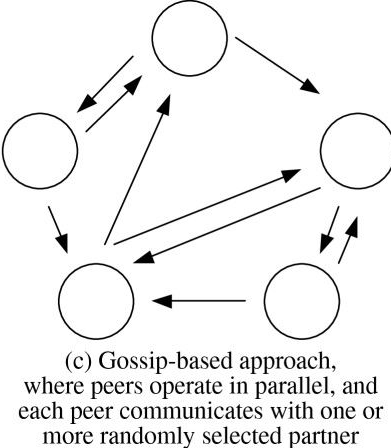 (c) Gossip-based approach,
where peers operate in parallel, and
each peer communicates with one or
more randomly selected partner